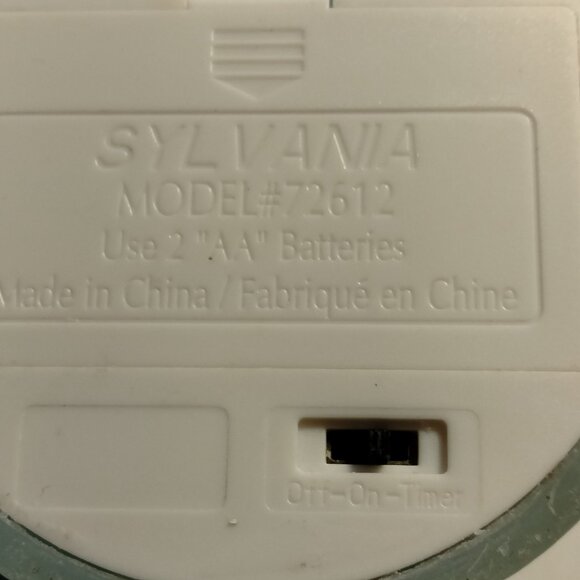 SYLVANIA
MODEL#72612
Use 2 "AA" Batteries
Made in China / Fabriqué en Chine
Off-On-Timer